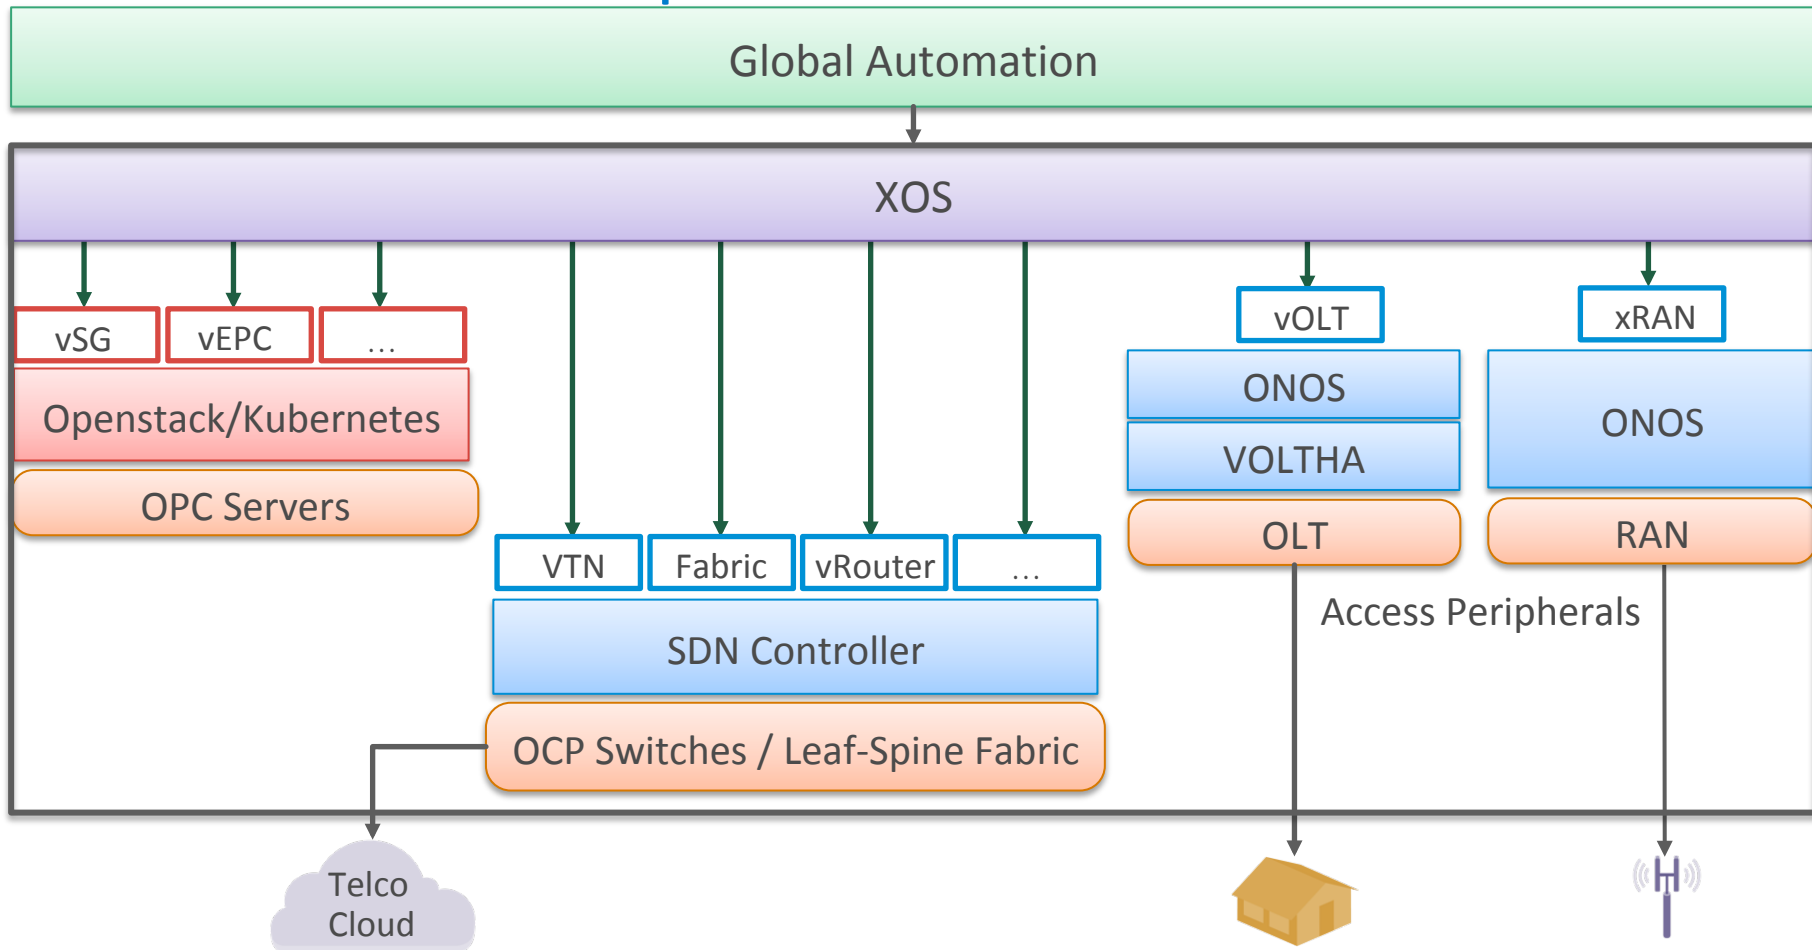 Global Automation
XOS
vSG
vEPC
...
vOLT
xRAN
Openstack/Kubernetes
ONOS
VOLTHA
ONOS
OPC Servers
OLT
RAN
VTN
Fabric
vRouter
...
Access Peripherals
SDN Controller
OCP Switches / Leaf-Spine Fabric
Telco
Cloud